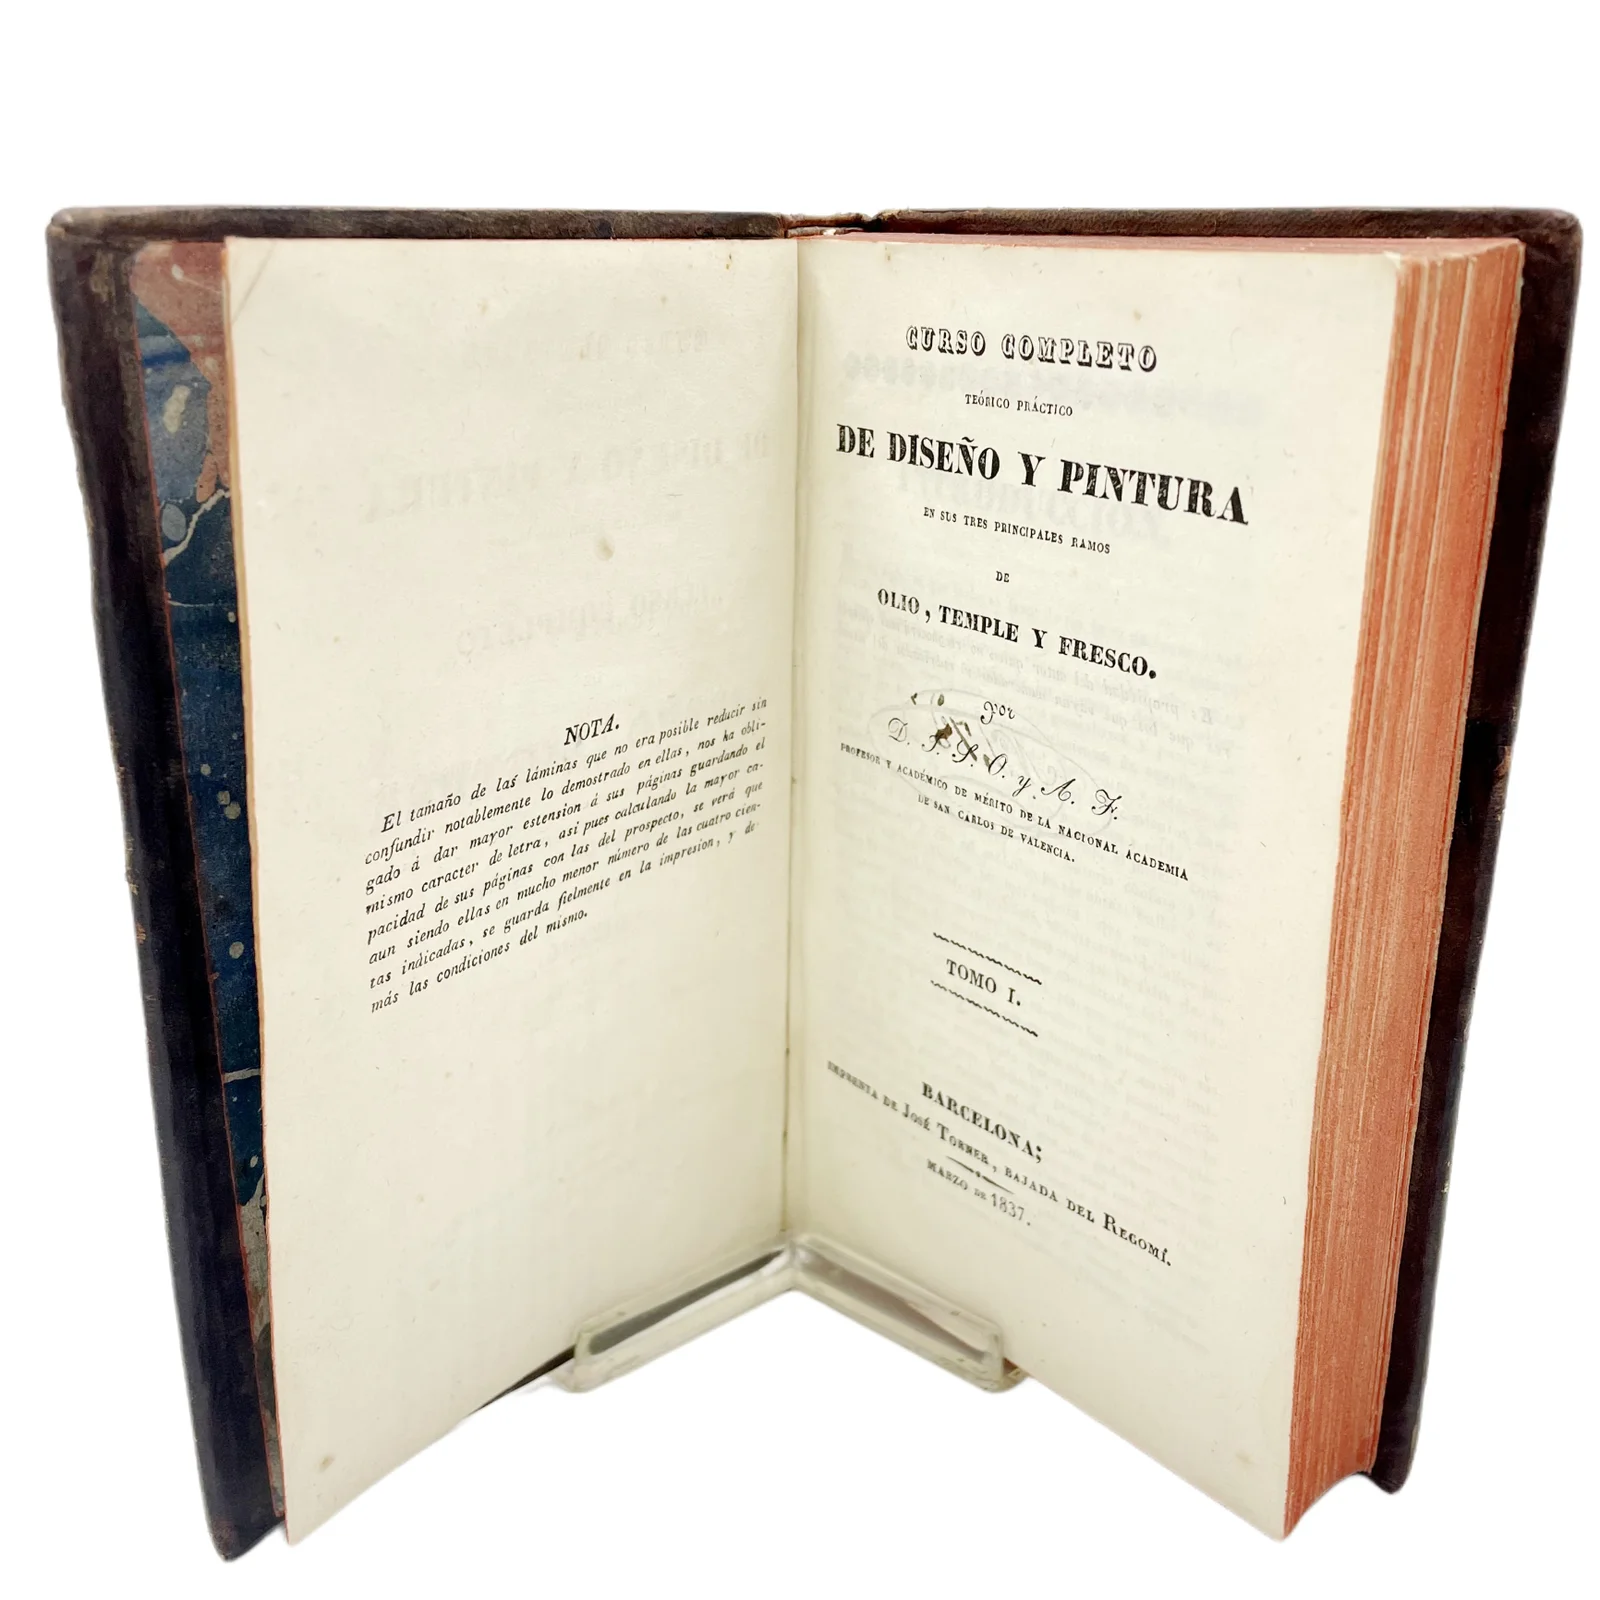 NOTA.
El tamaño de las láminas que no era posible reducir sin
confundir notablemente lo demostrado en ellas, nos ha obli-
gado á dar mayor estension á sus páginas guardando el
mismo caracter de letra, asi pues calculando la mayor ca-
pacidad de sus páginas con las del prospecto, se verá que
aun siendo ellas en mucho menor número de las cuatro cien-
tas indicadas, se guarda fielmente en la impresion, y de-
más las condiciones del mismo.
CURSO COMPLETO
TEÓRICO PRÁCTICO
DE DISEÑO Y PINTURA
EN SUS TRES PRINCIPALES RAMOS
DE
OLIO, TEMPLE Y FRESCO.
Por
D. F. S. O. y A. F.
PROFESOR Y ACADÉMICO DE MÉRITO DE LA NACIONAL ACADEMIA
DE SAN CARLOS DE VALENCIA.
TOMO I.
BARCELONA;
IMPRENTA DE JOSÉ TORNER, BAJADA DEL REGOMÍ.
MARZO DE 1837.